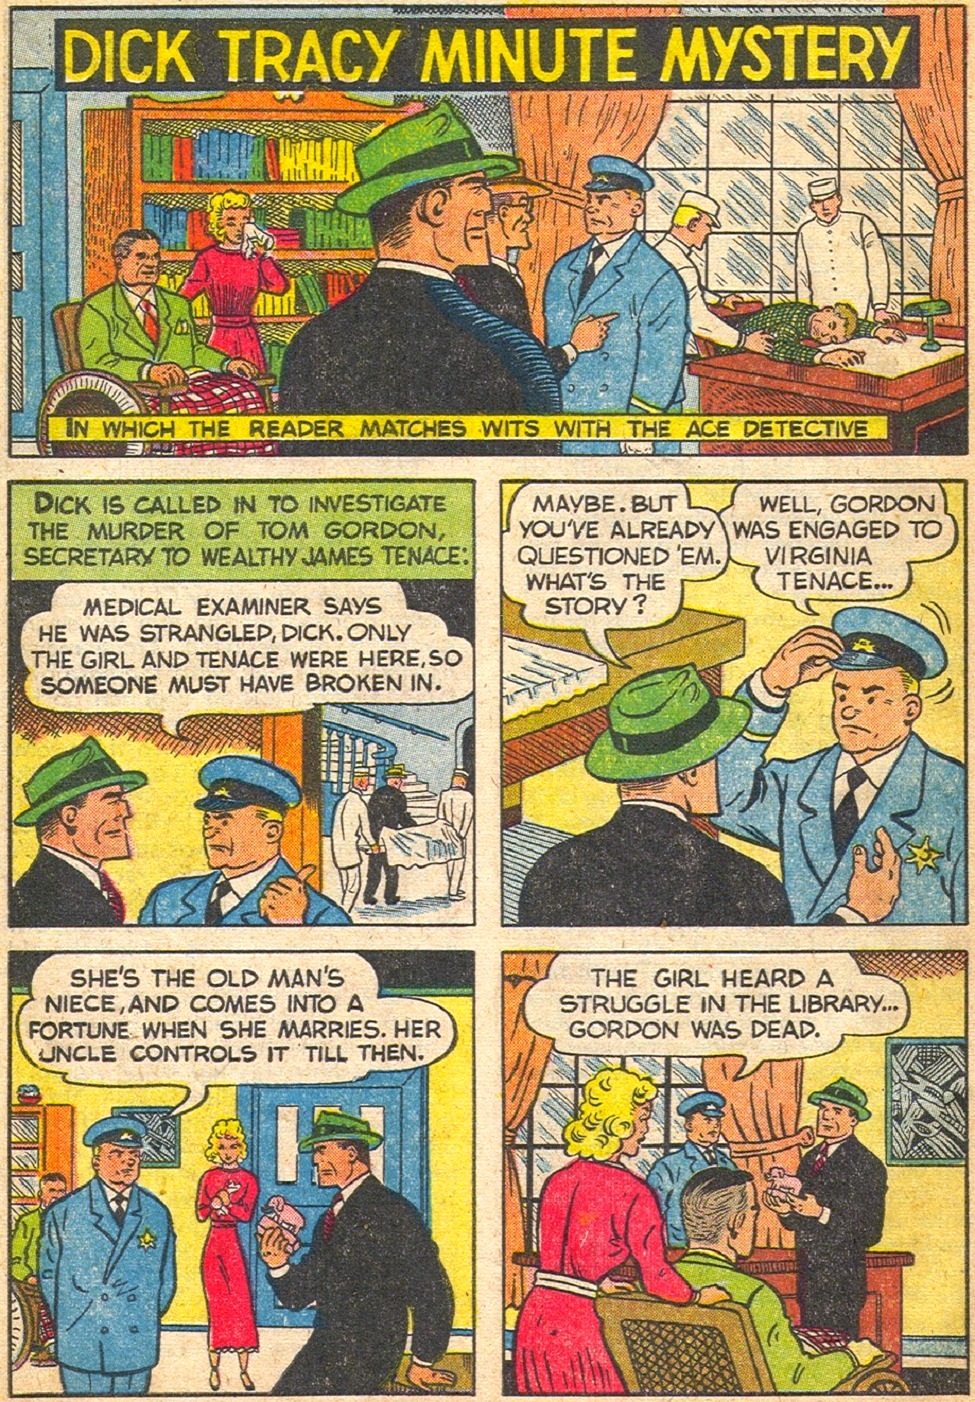 DICK TRACY MINUTE MYSTERY
IN WHICH THE READER MATCHES WITS WITH THE ACE DETECTIVE
DICK IS CALLED IN TO INVESTIGATE
THE MURDER OF TOM GORDON,
SECRETARY TO WEALTHY JAMES TENACE:
MEDICAL EXAMINER SAYS
HE WAS STRANGLED, DICK. ONLY
THE GIRL AND TENACE WERE HERE, SO
SOMEONE MUST HAVE BROKEN IN.
MAYBE. BUT
YOU'VE ALREADY
QUESTIONED 'EM.
WHAT'S THE
STORY?
WELL, GORDON
WAS ENGAGED TO
VIRGINIA
TENACE...
SHE'S THE OLD MAN'S
NIECE, AND COMES INTO A
FORTUNE WHEN SHE MARRIES. HER
UNCLE CONTROLS IT TILL THEN.
THE GIRL HEARD A
STRUGGLE IN THE LIBRARY...
GORDON WAS DEAD.